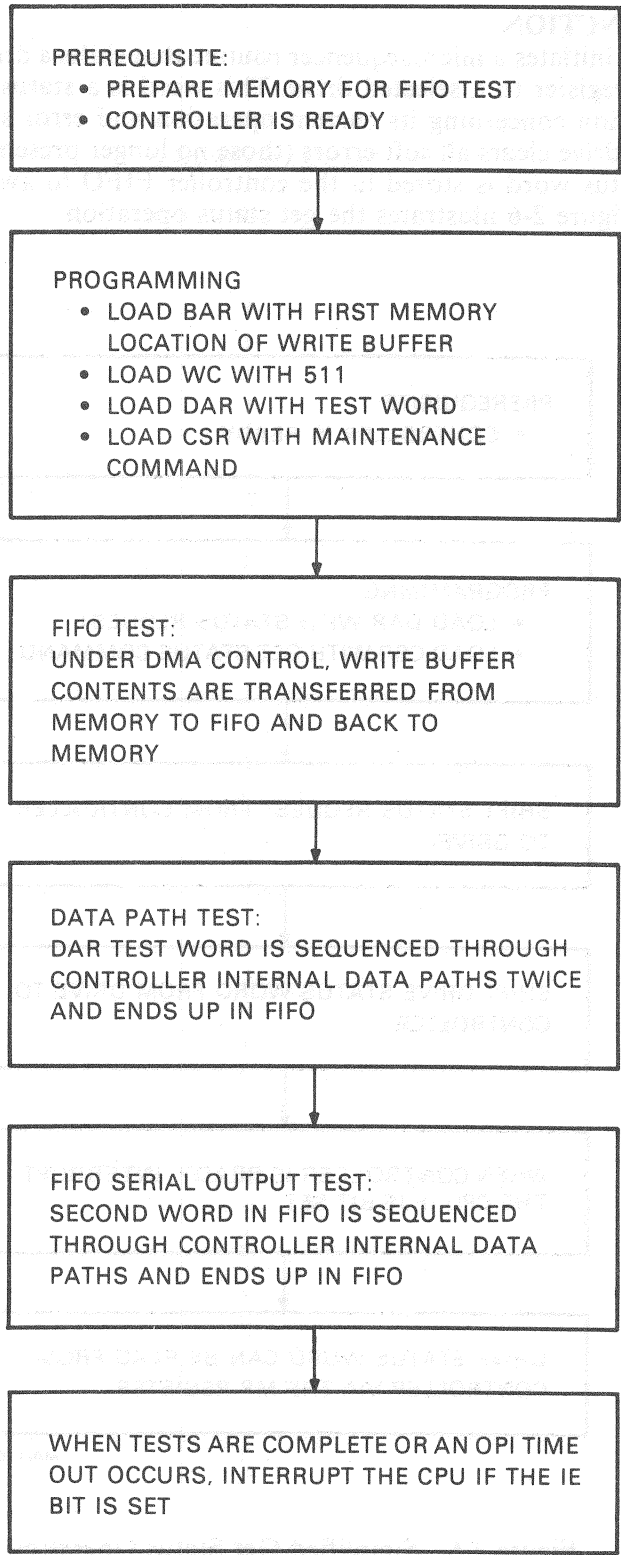 PREREQUISITE:
• PREPARE MEMORY FOR FIFO TEST
• CONTROLLER IS READY
PROGRAMMING
• LOAD BAR WITH FIRST MEMORY
LOCATION OF WRITE BUFFER
• LOAD WC WITH 511
• LOAD DAR WITH TEST WORD
• LOAD CSR WITH MAINTENANCE
COMMAND
FIFO TEST:
UNDER DMA CONTROL, WRITE BUFFER
CONTENTS ARE TRANSFERRED FROM
MEMORY TO FIFO AND BACK TO
MEMORY
DATA PATH TEST:
DAR TEST WORD IS SEQUENCED THROUGH
CONTROLLER INTERNAL DATA PATHS TWICE
AND ENDS UP IN FIFO
FIFO SERIAL OUTPUT TEST:
SECOND WORD IN FIFO IS SEQUENCED
THROUGH CONTROLLER INTERNAL DATA
PATHS AND ENDS UP IN FIFO
WHEN TESTS ARE COMPLETE OR AN OPI TIME
OUT OCCURS, INTERRUPT THE CPU IF THE IE
BIT IS SET